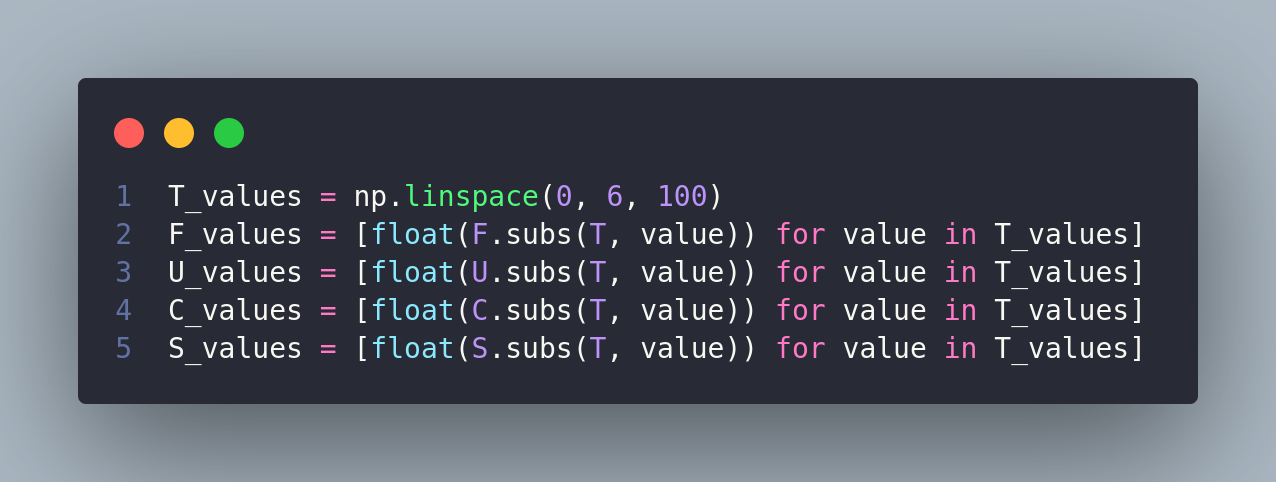 1 T_values = np.linspace(0, 6, 100)
2 F_values = [float(F.subs(T, value)) for value in T_values]
3 U_values = [float(U.subs(T, value)) for value in T_values]
4 C_values = [float(C.subs(T, value)) for value in T_values]
5 S_values = [float(S.subs(T, value)) for value in T_values]